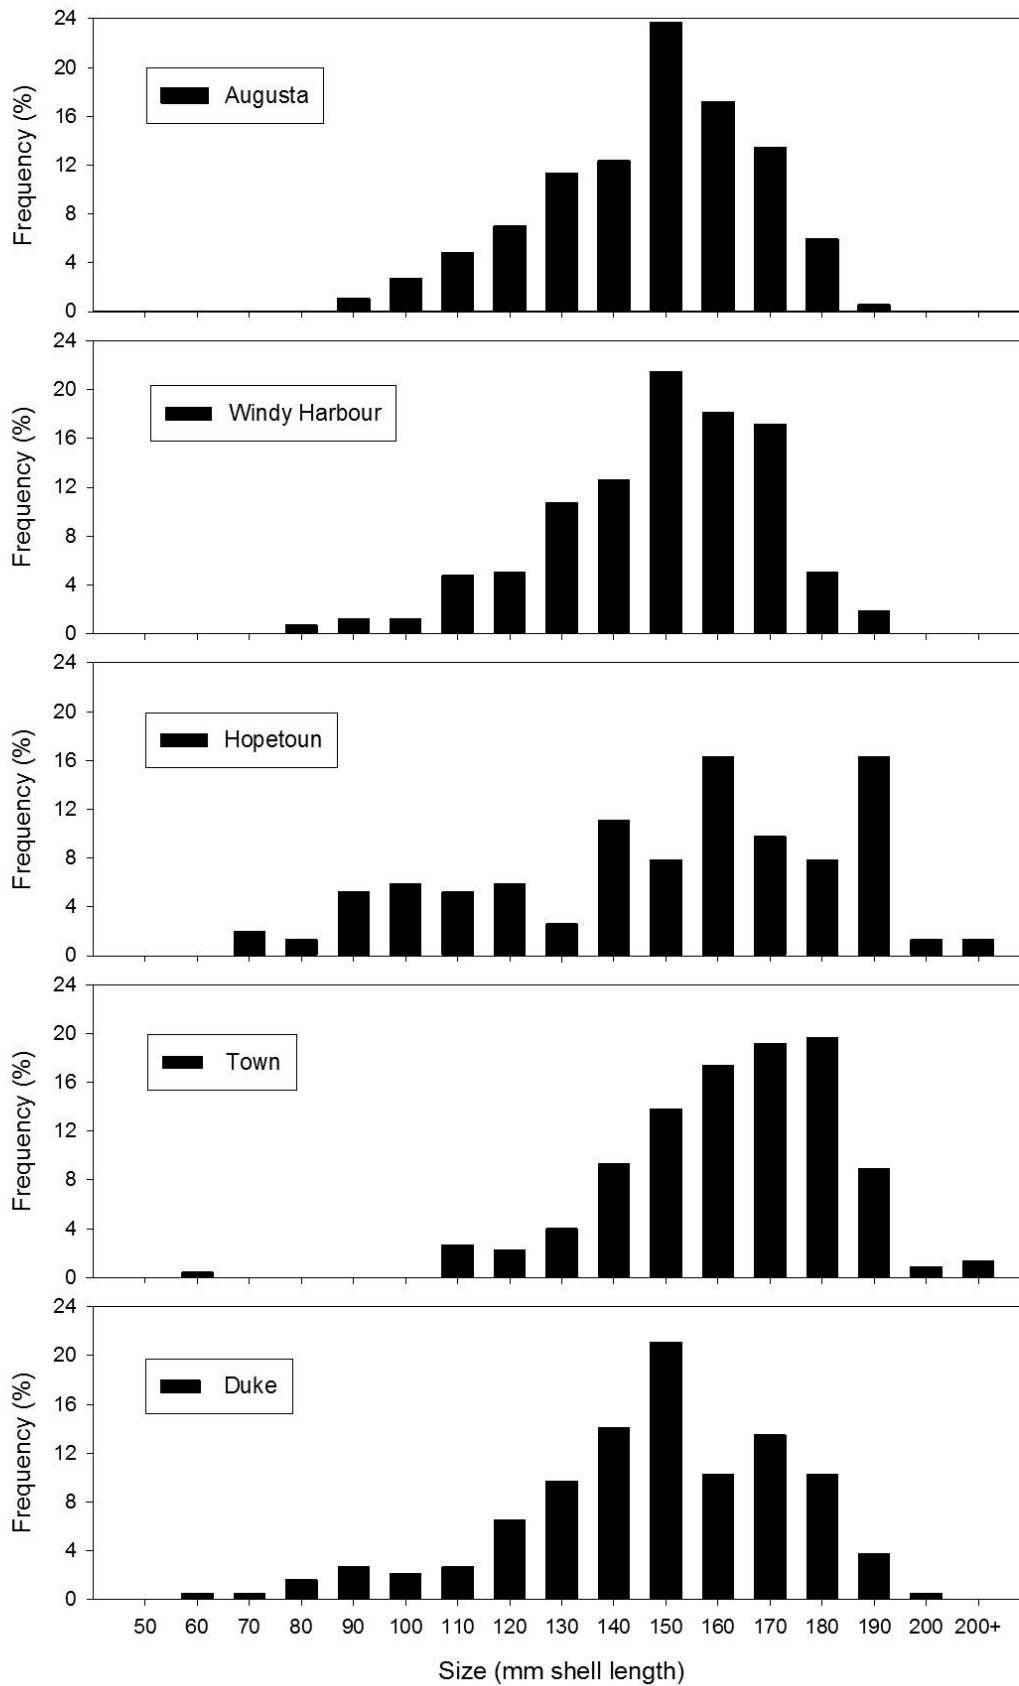 24
20
16
12
8
4
0
Frequency (%)
Augusta
24
20
16
12
8
4
0
Frequency (%)
Windy Harbour
24
20
16
12
8
4
0
Frequency (%)
Hopetoun
24
20
16
12
8
4
0
Frequency (%)
Town
24
20
16
12
8
4
0
Frequency (%)
Duke
50 60 70 80 90 100 110 120 130 140 150 160 170 180 190 200 200+
Size (mm shell length)